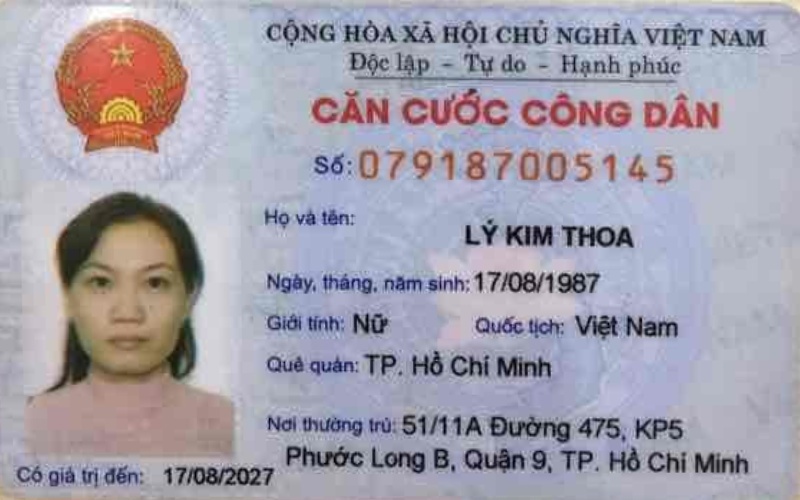 CỘNG HÒA XÃ HỘI CHỦ NGHĨA VIỆT NAM
Độc lập - Tự do - Hạnh phúc
CĂN CƯỚC CÔNG DÂN
Số: 079187005145
Họ và tên:
LÝ KIM THOA
Ngày, tháng, năm sinh: 17/08/1987
Giới tính: Nữ Quốc tịch: Việt Nam
Quê quán: TP. Hồ Chí Minh
Nơi thường trú: 51/11A Đường 475, KP5
Phước Long B, Quận 9, TP. Hồ Chí Minh
Có giá trị đến: 17/08/2027